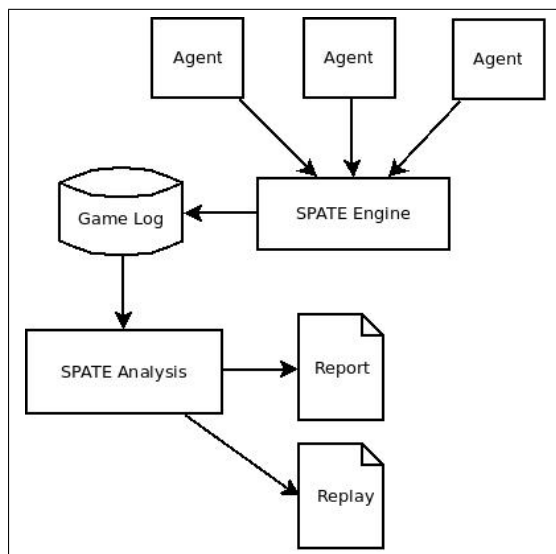 Agent
Agent
Agent
SPATE Engine
Game Log
SPATE Analysis
Report
Replay